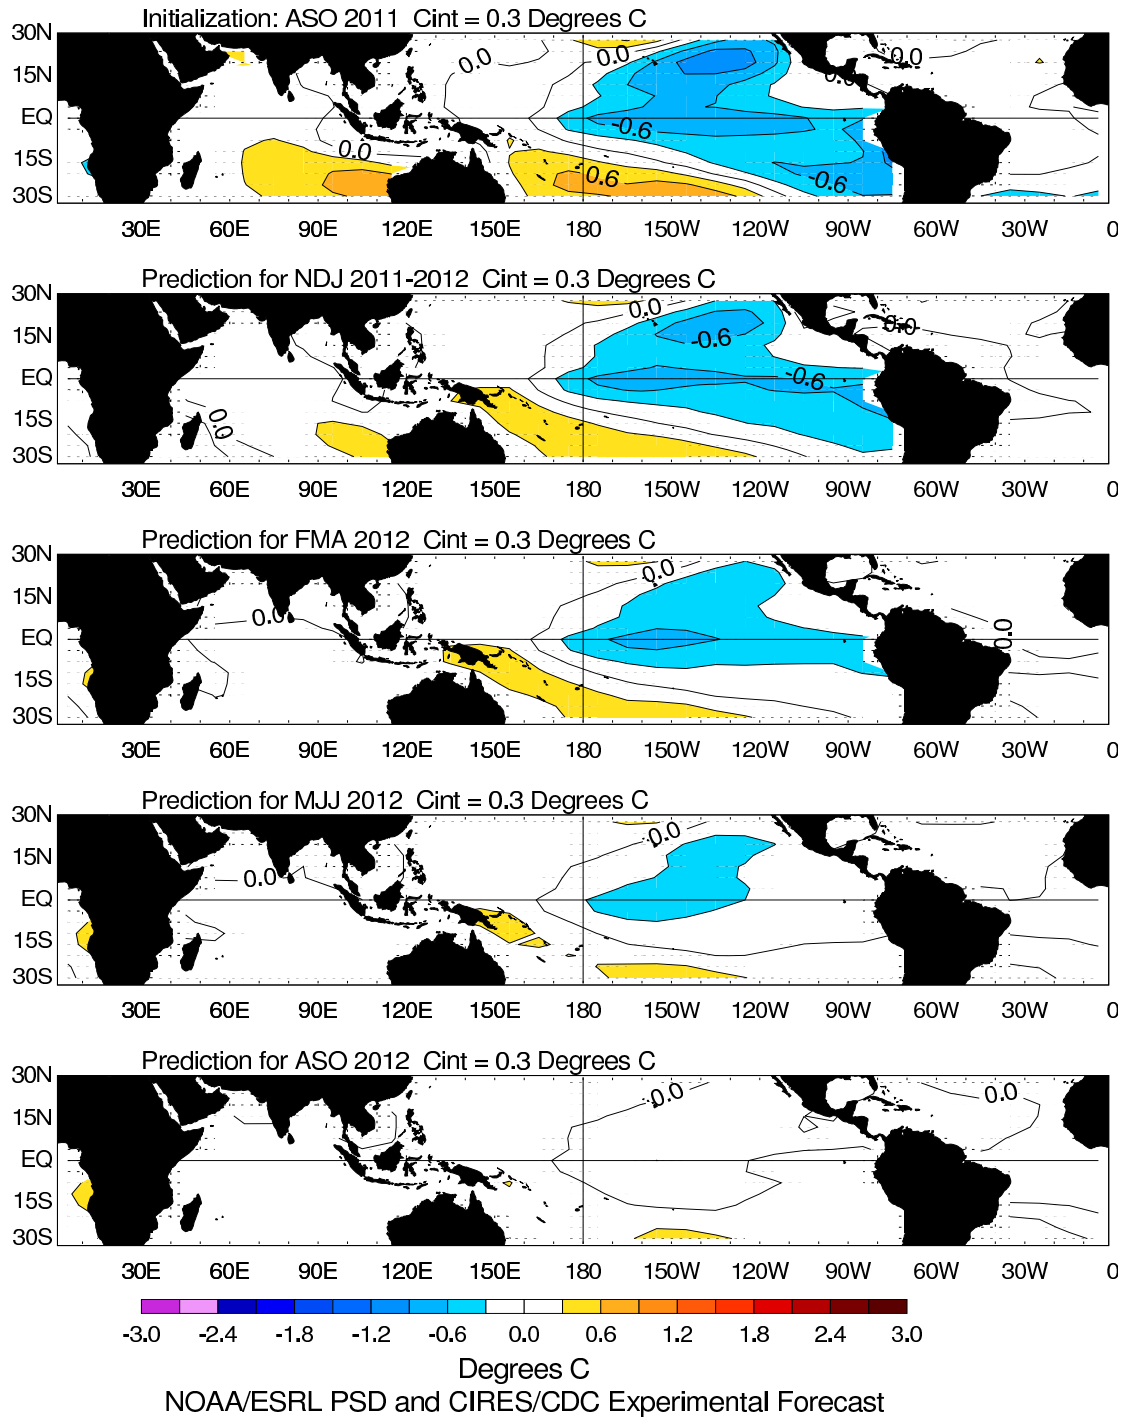 Initialization: ASO 2011 Cint = 0.3 Degrees C
30N
15N
EQ
15S
30S
0.0
0.0
0.0
0.0
-0.6
0.0
-0.6
-0.6
30E 60E 90E 120E 150E 180 150W 120W 90W 60W 30W 0
Prediction for NDJ 2011-2012 Cint = 0.3 Degrees C
30N
15N
EQ
15S
30S
0.0
0.0
-0.6
-0.6
0.0
30E 60E 90E 120E 150E 180 150W 120W 90W 60W 30W 0
Prediction for FMA 2012 Cint = 0.3 Degrees C
30N
15N
EQ
15S
30S
0.0
0.0
0.0
30E 60E 90E 120E 150E 180 150W 120W 90W 60W 30W 0
Prediction for MJJ 2012 Cint = 0.3 Degrees C
30N
15N
EQ
15S
30S
0.0
0.0
30E 60E 90E 120E 150E 180 150W 120W 90W 60W 30W 0
Prediction for ASO 2012 Cint = 0.3 Degrees C
30N
15N
EQ
15S
30S
0.0
0.0
30E 60E 90E 120E 150E 180 150W 120W 90W 60W 30W 0
-3.0 -2.4 -1.8 -1.2 -0.6 0.0 0.6 1.2 1.8 2.4 3.0
Degrees C
NOAA/ESRL PSD and CIRES/CDC Experimental Forecast